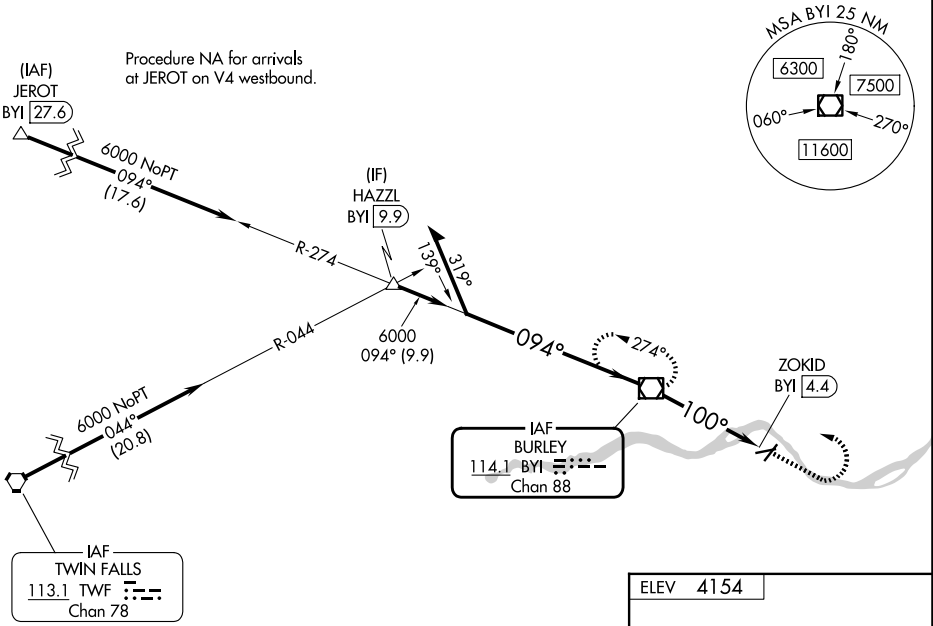 Procedure NA for arrivals
at JEROT on V4 westbound.
(IAF)
JEROT
BYI 27.6
6000 NoPT
094°
(17.6)
R-274
(IF)
HAZZL
BYI 9.9
139°
319°
6000
094° (9.9)
R-044
6000 NoPT
044°
(20.8)
IAF
TWIN FALLS
113.1 TWF
Chan 78
094°
274°
IAF
BURLEY
114.1 BYI
Chan 88
100°
ZOKID
BYI 4.4
MSA BYI 25 NM
180°
6300
7500
060°
270°
11600
ELEV 4154